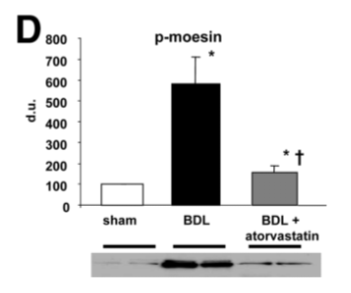 D
p-moesin
800
700
600
500
400
300
200
100
0
d.u.
*
* †
sham BDL BDL +
atorvastatin